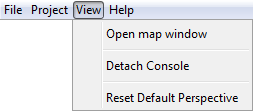 File Project View Help
Open map window
Detach Console
Reset Default Perspective